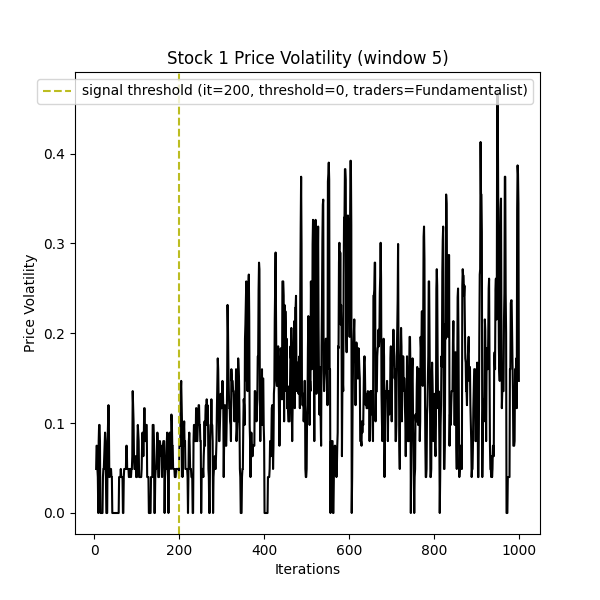 Stock 1 Price Volatility (window 5)
signal threshold (it=200, threshold=0, traders=Fundamentalist)
Price Volatility
0.4
0.3
0.2
0.1
0.0
0 200 400 600 800 1000
Iterations